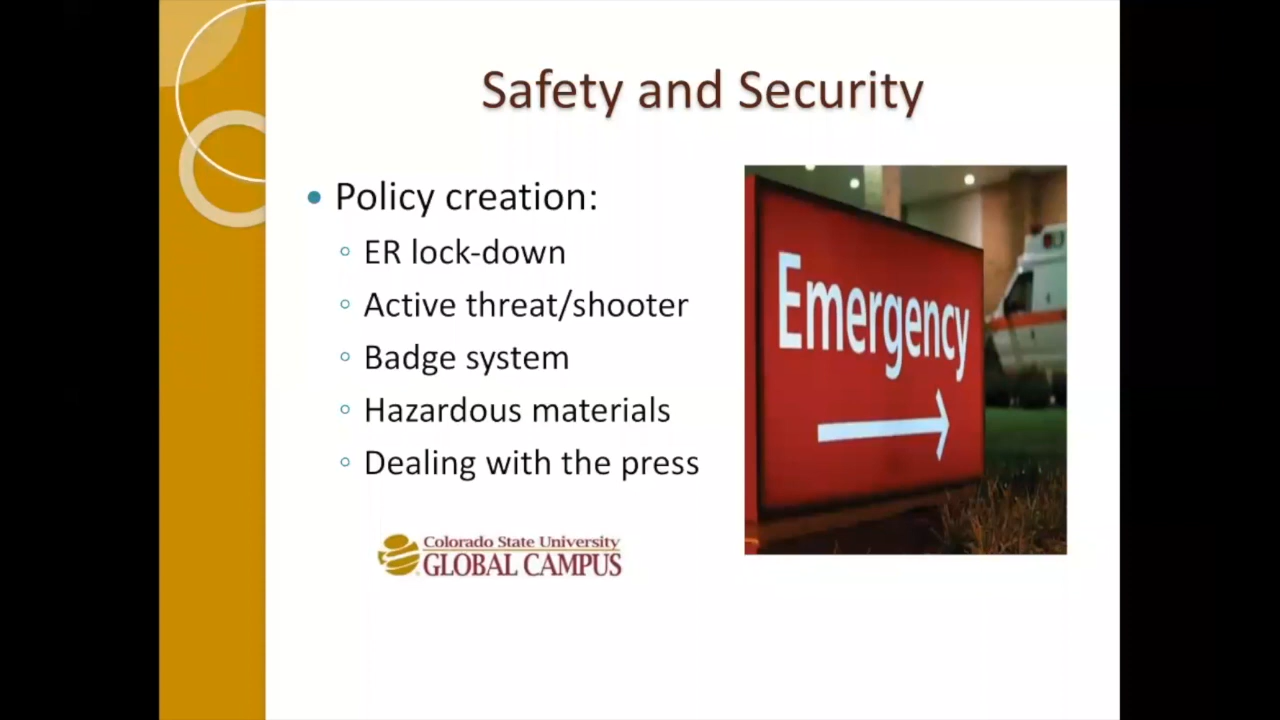 Safety and Security
• Policy creation:
◦ ER lock-down
◦ Active threat/shooter
◦ Badge system
◦ Hazardous materials
◦ Dealing with the press
Emergency
Colorado State University
GLOBAL CAMPUS